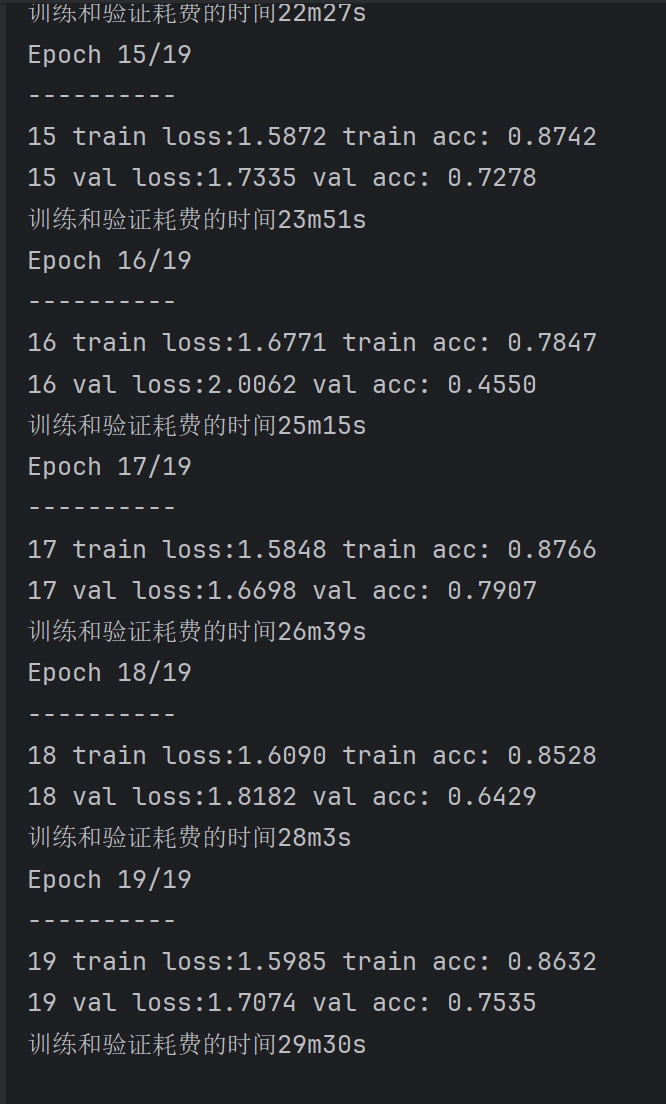 训练和验证耗费的时间22m27s
Epoch 15/19
----------
15 train loss:1.5872 train acc: 0.8742
15 val loss:1.7335 val acc: 0.7278
训练和验证耗费的时间23m51s
Epoch 16/19
----------
16 train loss:1.6771 train acc: 0.7847
16 val loss:2.0062 val acc: 0.4550
训练和验证耗费的时间25m15s
Epoch 17/19
----------
17 train loss:1.5848 train acc: 0.8766
17 val loss:1.6698 val acc: 0.7907
训练和验证耗费的时间26m39s
Epoch 18/19
----------
18 train loss:1.6090 train acc: 0.8528
18 val loss:1.8182 val acc: 0.6429
训练和验证耗费的时间28m3s
Epoch 19/19
----------
19 train loss:1.5985 train acc: 0.8632
19 val loss:1.7074 val acc: 0.7535
训练和验证耗费的时间29m30s